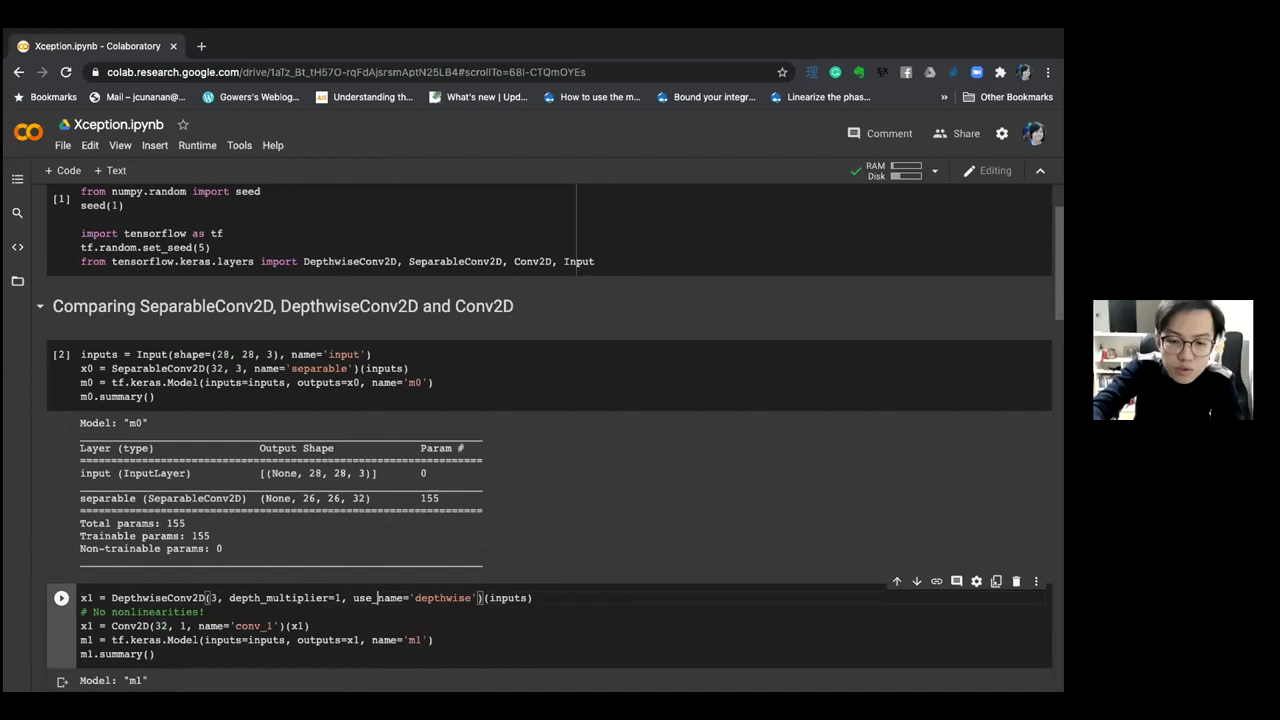 Xception.ipynb - Colaboratory
colab.research.google.com/drive/1aTz_Bt_tH57O-rqFdAjsrsmAptN25LB4#scrollTo=68I-CTQmOYEs
Bookmarks Mail – jcunanan@... Gowers's Weblog... AIS Understanding th... What's new | Upd... How to use the m... Bound your integr... Linearize the phas... » Other Bookmarks
Xception.ipynb
Comment Share
File Edit View Insert Runtime Tools Help
+ Code + Text RAM Disk Editing
[1] from numpy.random import seed
seed(1)
import tensorflow as tf
tf.random.set_seed(5)
from tensorflow.keras.layers import DepthwiseConv2D, SeparableConv2D, Conv2D, Input
Comparing SeparableConv2D, DepthwiseConv2D and Conv2D
[2] inputs = Input(shape=(28, 28, 3), name='input')
x0 = SeparableConv2D(32, 3, name='separable')(inputs)
m0 = tf.keras.Model(inputs=inputs, outputs=x0, name='m0')
m0.summary()
Model: "m0"
Layer (type) Output Shape Param #
input (InputLayer) [(None, 28, 28, 3)] 0
separable (SeparableConv2D) (None, 26, 26, 32) 155
Total params: 155
Trainable params: 155
Non-trainable params: 0
x1 = DepthwiseConv2D(3, depth_multiplier=1, use_name='depthwise')(inputs)
# No nonlinearities!
x1 = Conv2D(32, 1, name='conv_1')(x1)
m1 = tf.keras.Model(inputs=inputs, outputs=x1, name='m1')
m1.summary()
Model: "m1"